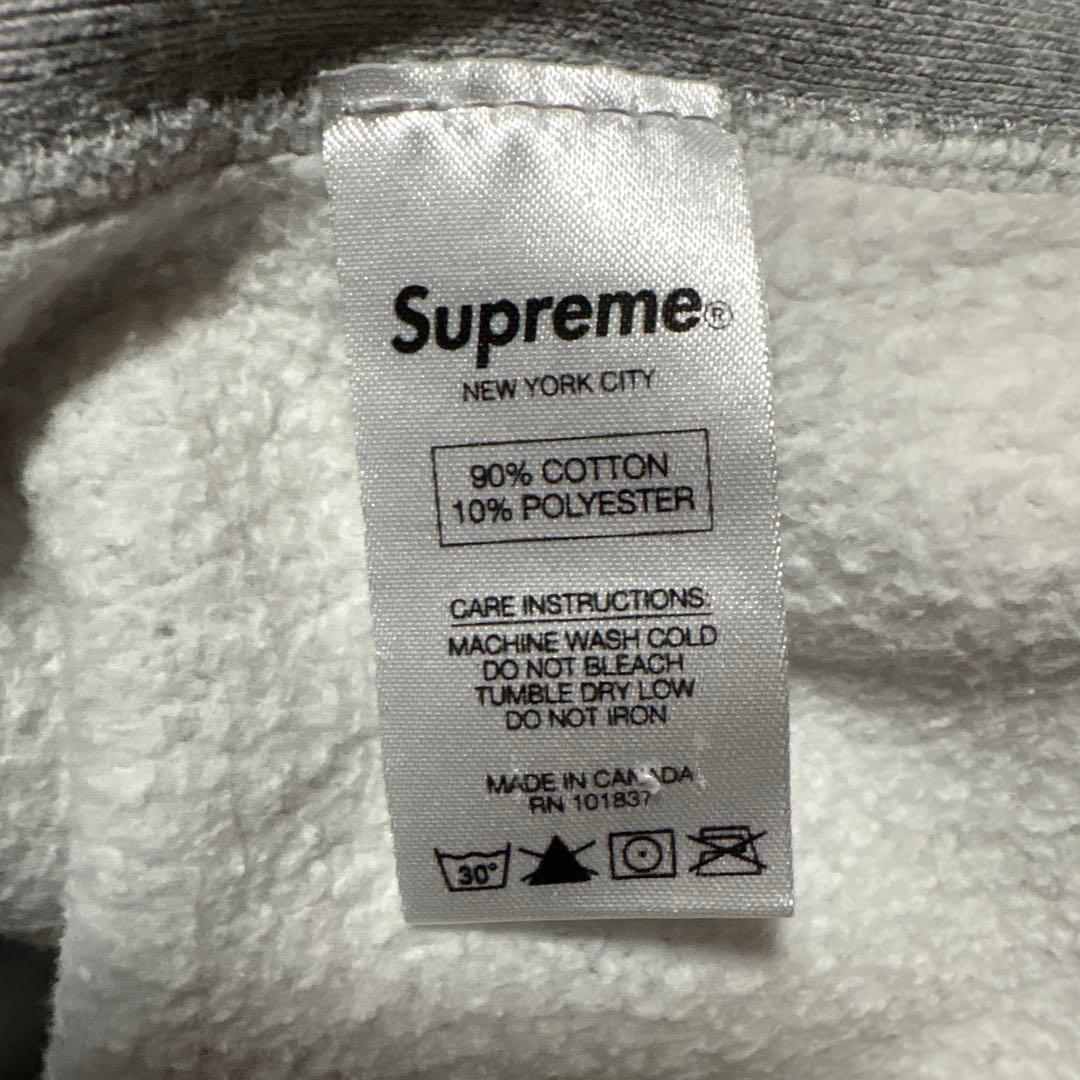 Supreme®
NEW YORK CITY
90% COTTON
10% POLYESTER
CARE INSTRUCTIONS:
MACHINE WASH COLD
DO NOT BLEACH
TUMBLE DRY LOW
DO NOT IRON
MADE IN CANADA
RN 101837
30°